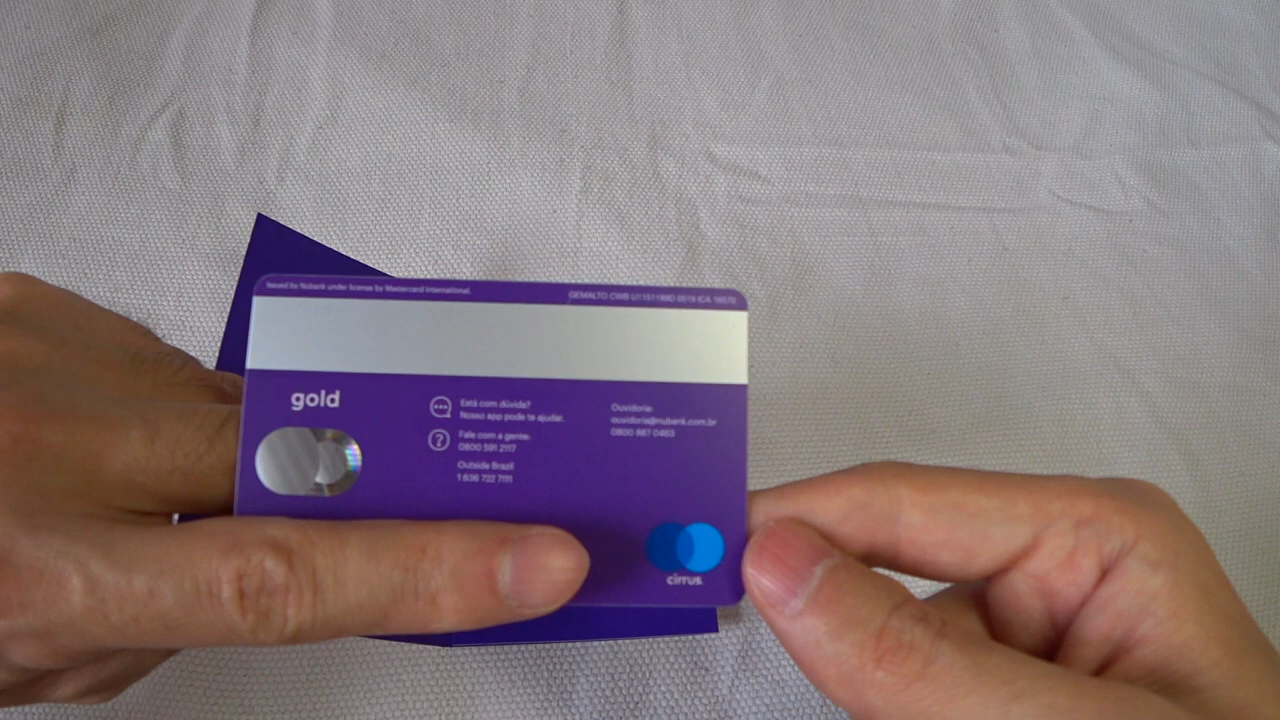 Issued by Nubank under license by Mastercard International.
GEMALTO CWB
gold
Está com dúvida?
Nosso app pode te ajudar.
Fale com a gente:
0800 591 2117
Outside Brazil
1 636 722 7111
Ouvidoria:
ouvidoria@nubank.com.br
0800 887 0463
cirrus